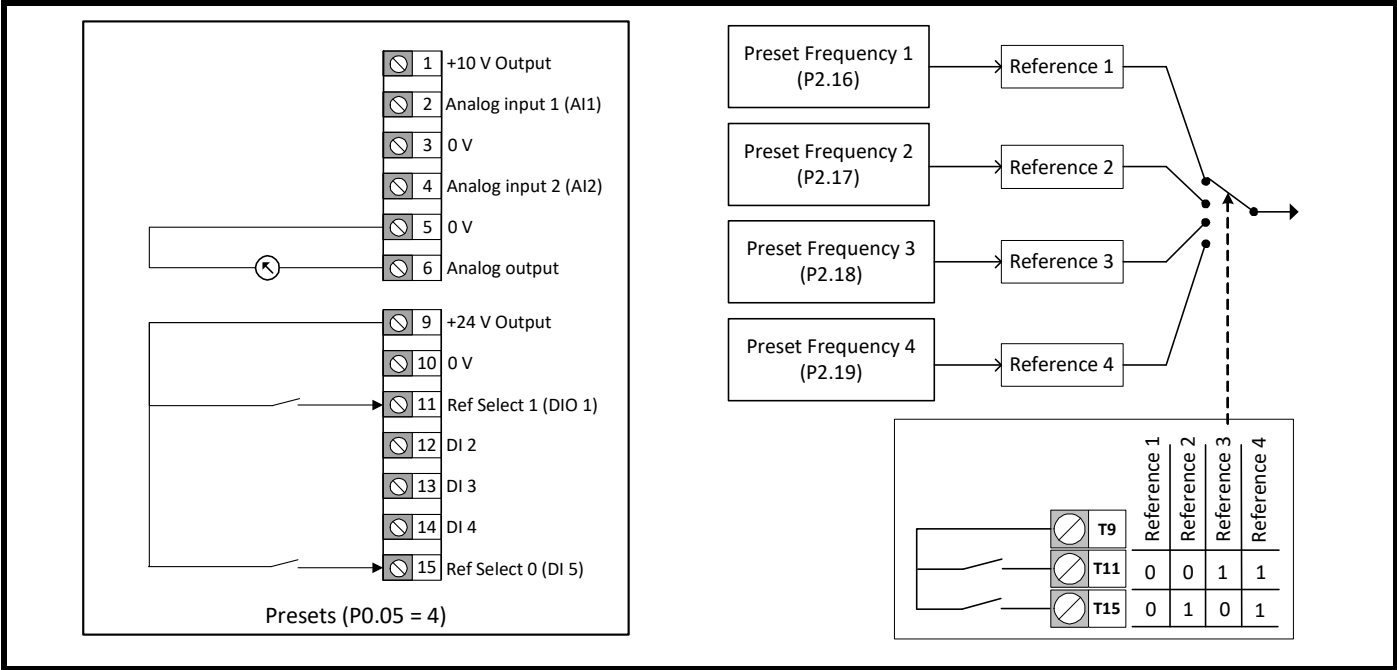 1 +10 V Output
2 Analog input 1 (AI1)
3 0 V
4 Analog input 2 (AI2)
5 0 V
6 Analog output
9 +24 V Output
10 0 V
11 Ref Select 1 (DIO 1)
12 DI 2
13 DI 3
14 DI 4
15 Ref Select 0 (DI 5)
Presets (P0.05 = 4)
Preset Frequency 1
(P2.16)
Reference 1
Preset Frequency 2
(P2.17)
Reference 2
Preset Frequency 3
(P2.18)
Reference 3
Preset Frequency 4
(P2.19)
Reference 4
Reference 1
Reference 2
Reference 3
Reference 4
T9
T11 0 0 1 1
T15 0 1 0 1